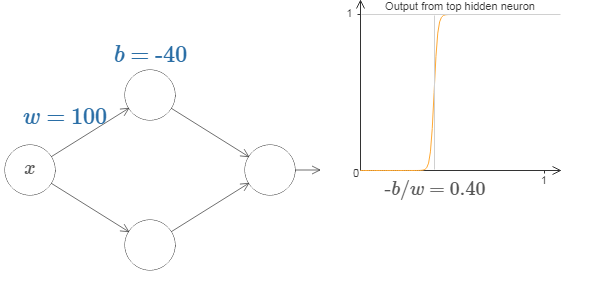 b = -40
w = 100
x
Output from top hidden neuron
1
0
1
-b/w = 0.40